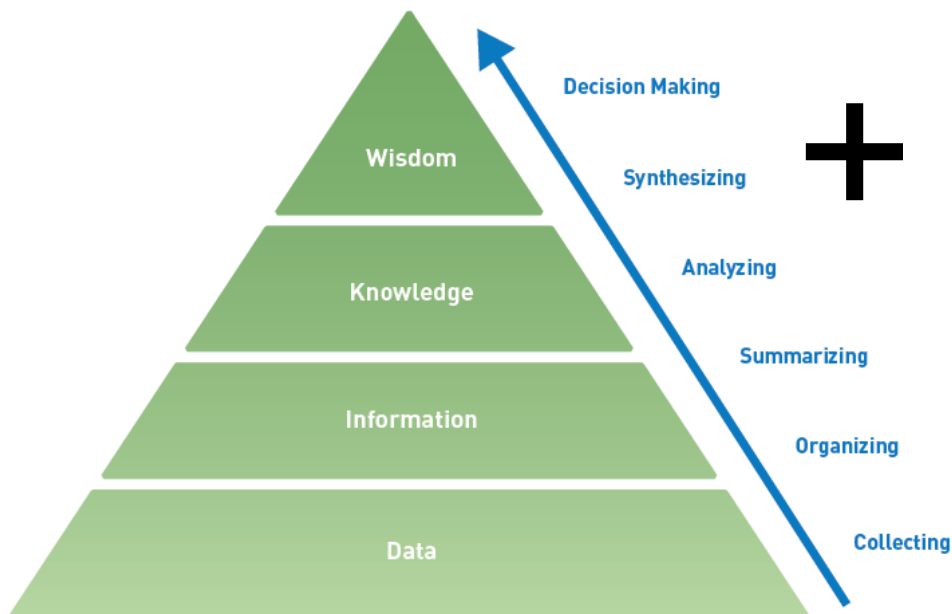 Decision Making
Wisdom
Synthesizing
Analyzing
Knowledge
Summarizing
Information
Organizing
Data
Collecting